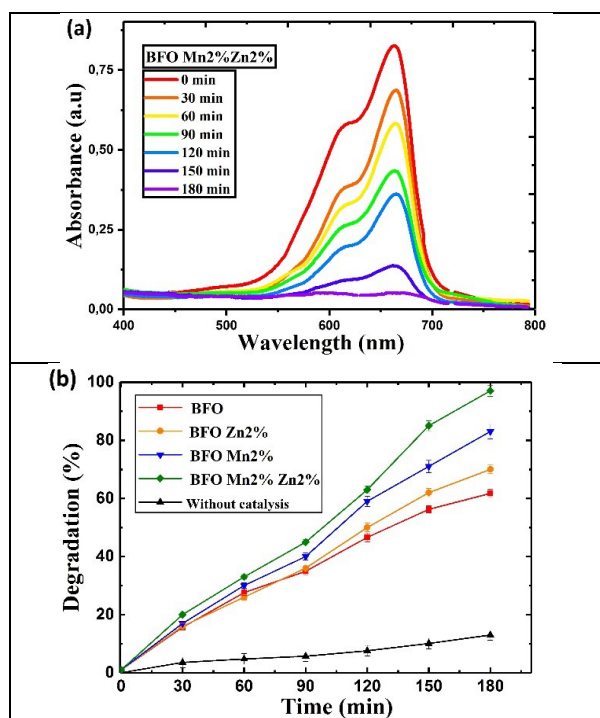 (a)
BFO Mn2%Zn2%
0 min
30 min
60 min
90 min
120 min
150 min
180 min
Absorbance (a.u)
0,75
0,50
0,25
0,00
400 500 600 700 800
Wavelength (nm)
(b)
BFO
BFO Zn2%
BFO Mn2%
BFO Mn2% Zn2%
Without catalysis
Degradation (%)
100
80
60
40
20
0
0 30 60 90 120 150 180
Time (min)